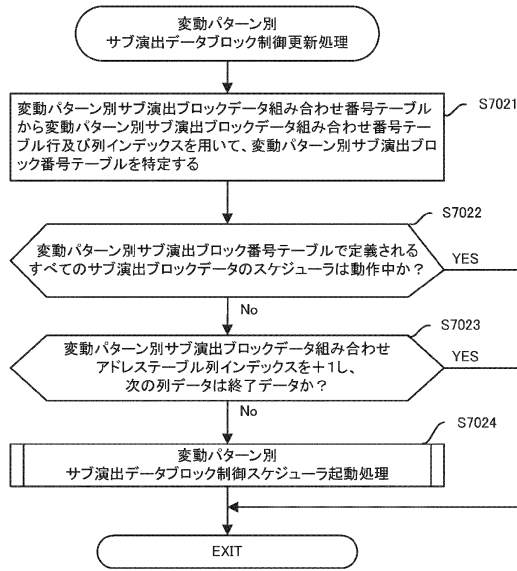 変動パターン別
サブ演出データブロック制御更新処理
S7021
変動パターン別サブ演出ブロックデータ組み合わせ番号テーブル
から変動パターン別サブ演出ブロックデータ組み合わせ番号テー
ブル行及び列インデックスを用いて、変動パターン別サブ演出ブロ
ック番号テーブルを特定する
S7022
変動パターン別サブ演出ブロック番号テーブルで定義される
すべてのサブ演出ブロックデータのスケジューラは動作中か?
YES
No
S7023
変動パターン別サブ演出ブロックデータ組み合わせ
アドレステーブル列インデックスを+1し、
次の列データは終了データか?
YES
No
S7024
変動パターン別
サブ演出データブロック制御スケジューラ起動処理
EXIT